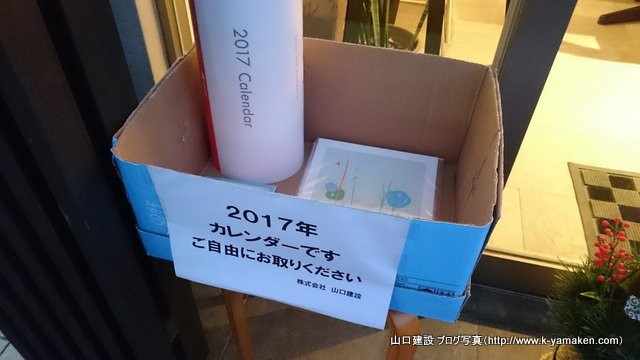 2017 Calendar
2017年
カレンダーです
ご自由にお取りください
株式会社 山口建設
山口建設 ブログ写真(http://www.k-yamaken.com)